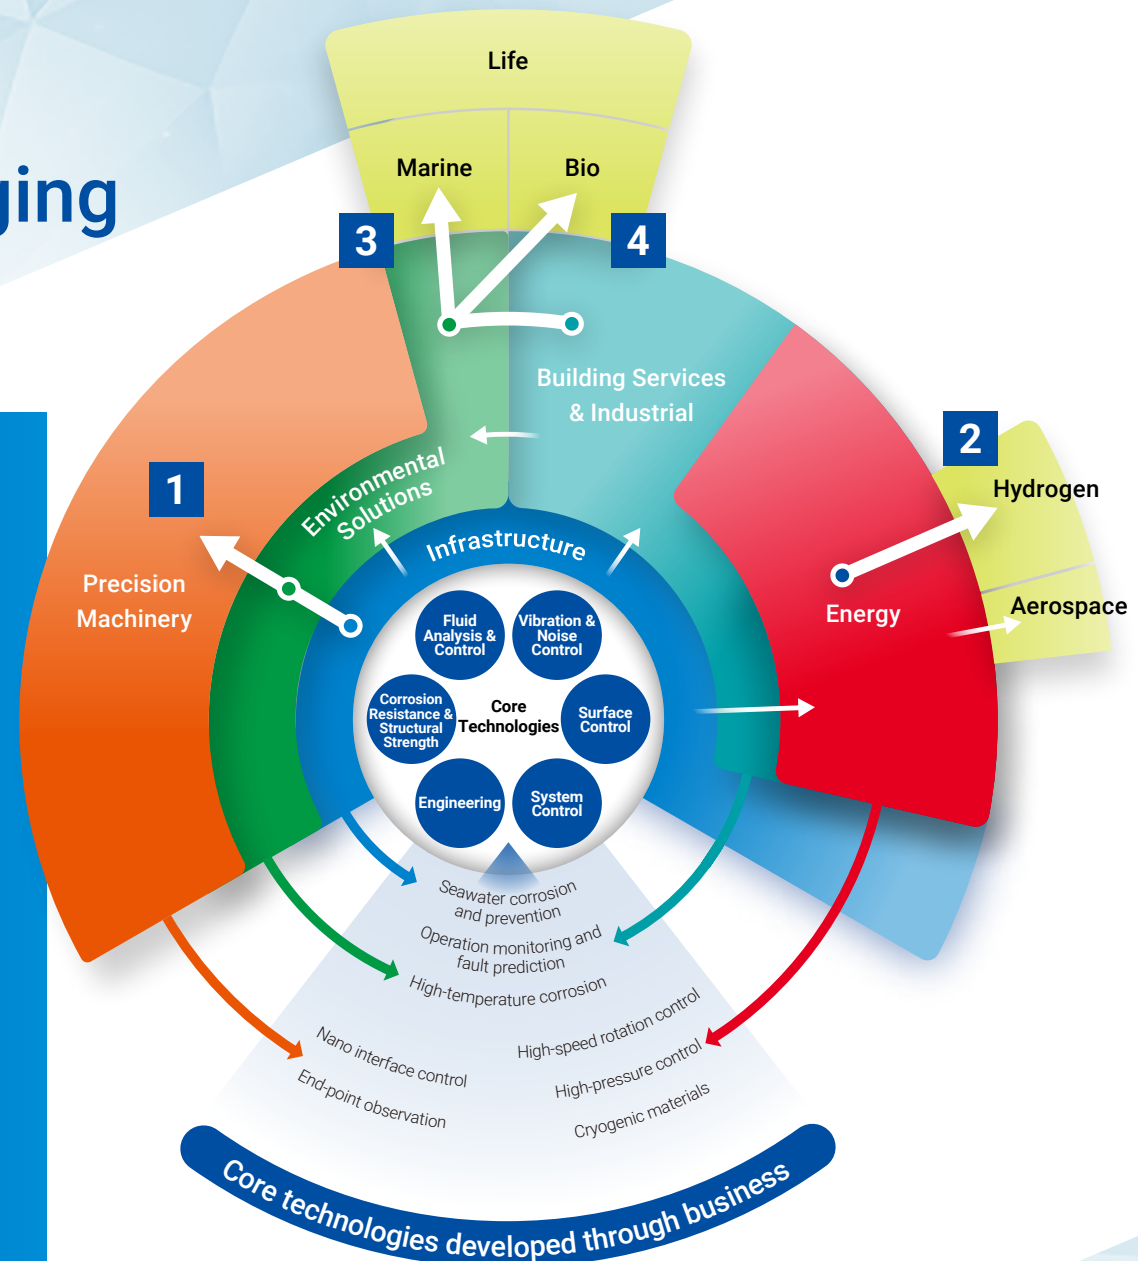 ging
Life
Marine
Bio
3
4
Building Services
& Industrial
2
Hydrogen
Aerospace
Energy
1
Precision
Machinery
Environmental
Solutions
Infrastructure
Fluid
Analysis &
Control
Vibration &
Noise
Control
Corrosion
Resistance &
Structural
Strength
Core
Technologies
Surface
Control
Engineering
System
Control
Seawater corrosion
and prevention
Operation monitoring and
fault prediction
High-temperature corrosion
Nano interface control
End-point observation
High-speed rotation control
High-pressure control
Cryogenic materials
Core technologies developed through business